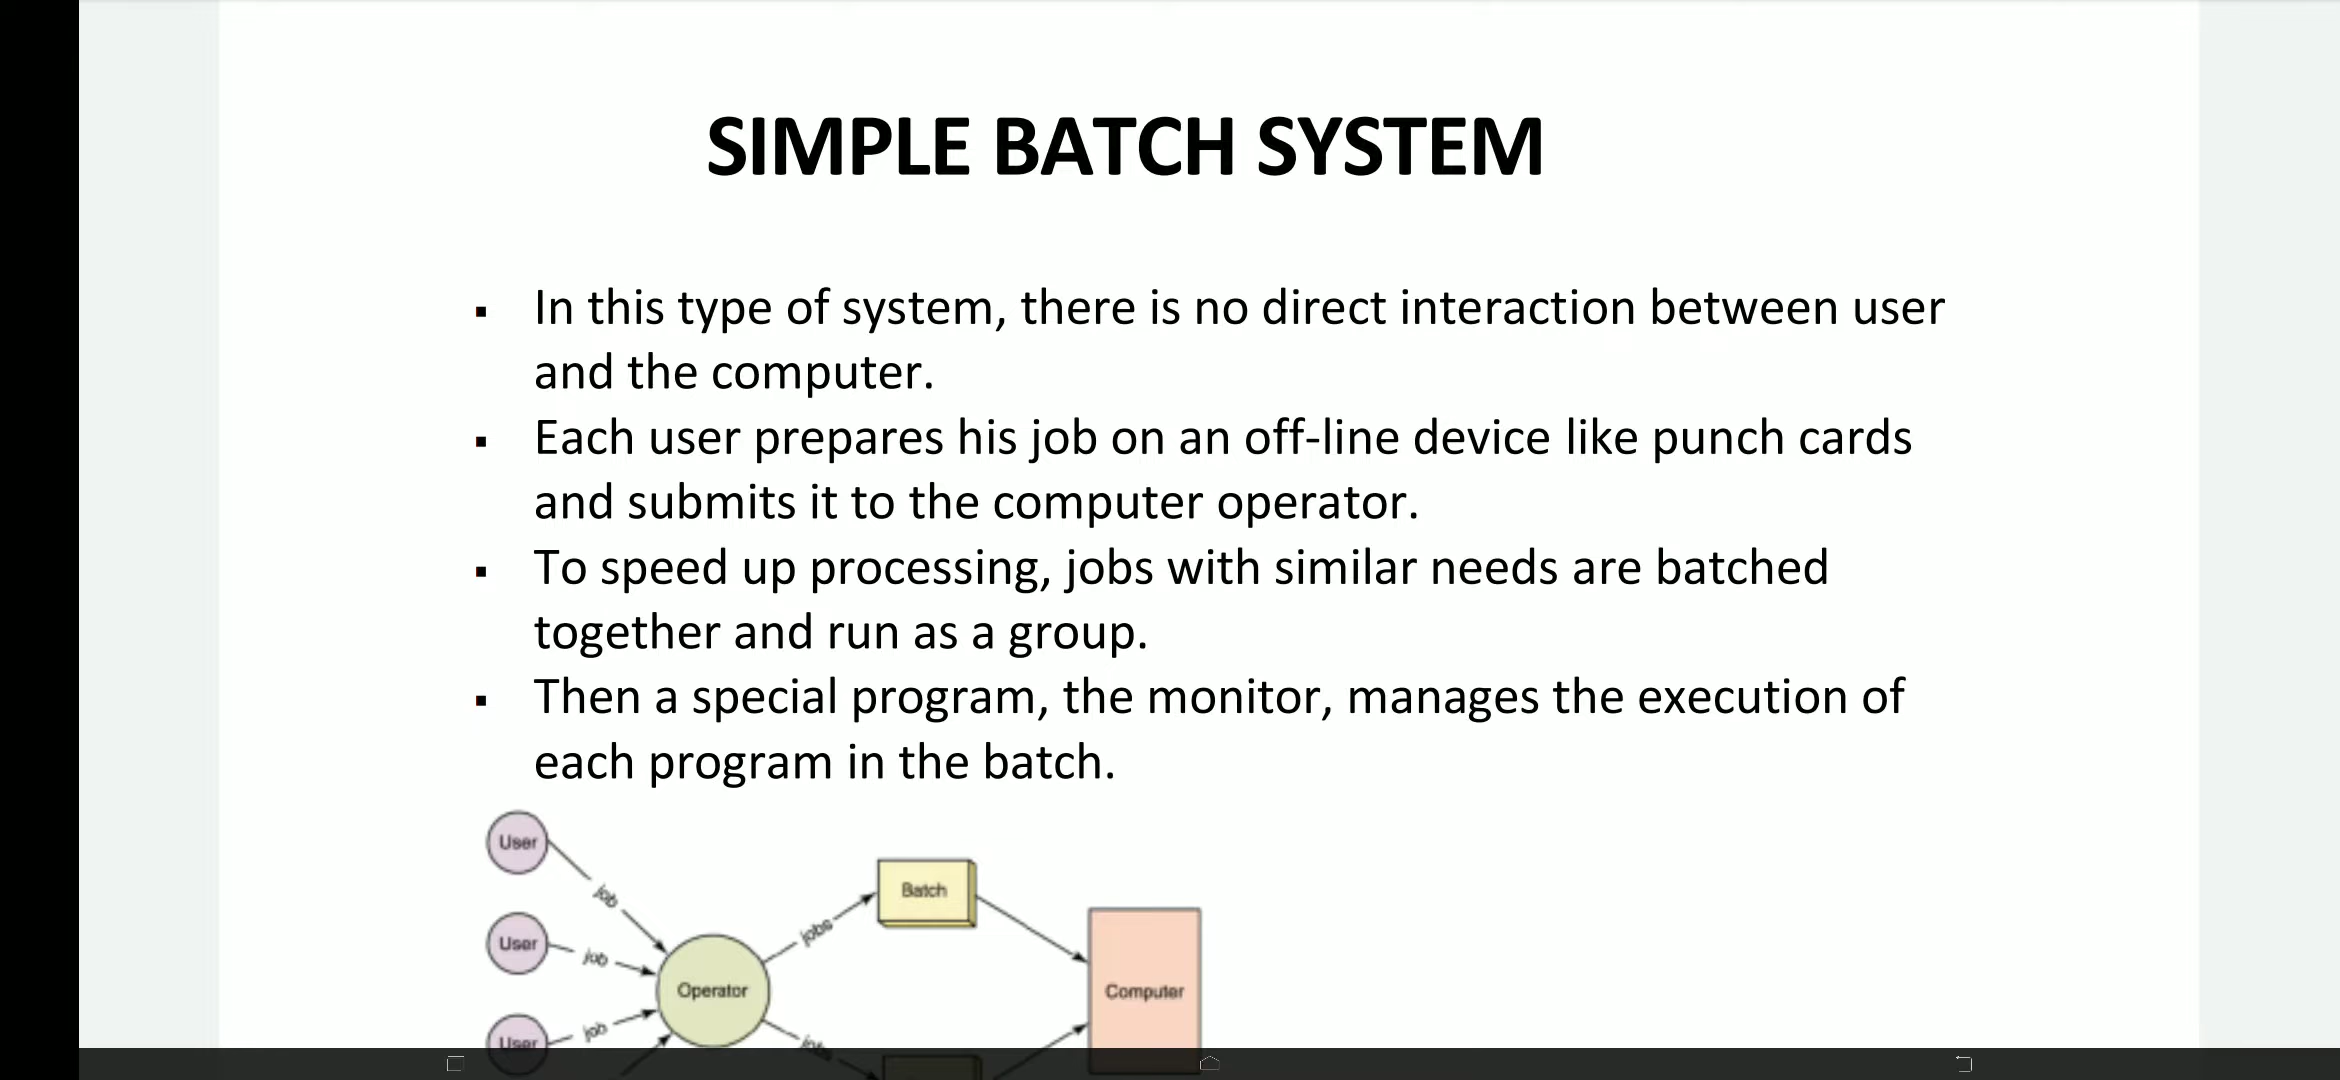 SIMPLE BATCH SYSTEM
▪ In this type of system, there is no direct interaction between user
and the computer.
▪ Each user prepares his job on an off-line device like punch cards
and submits it to the computer operator.
▪ To speed up processing, jobs with similar needs are batched
together and run as a group.
▪ Then a special program, the monitor, manages the execution of
each program in the batch.
User
job
Batch
jobs
User
job
Operator
Computer
User
job
jobs